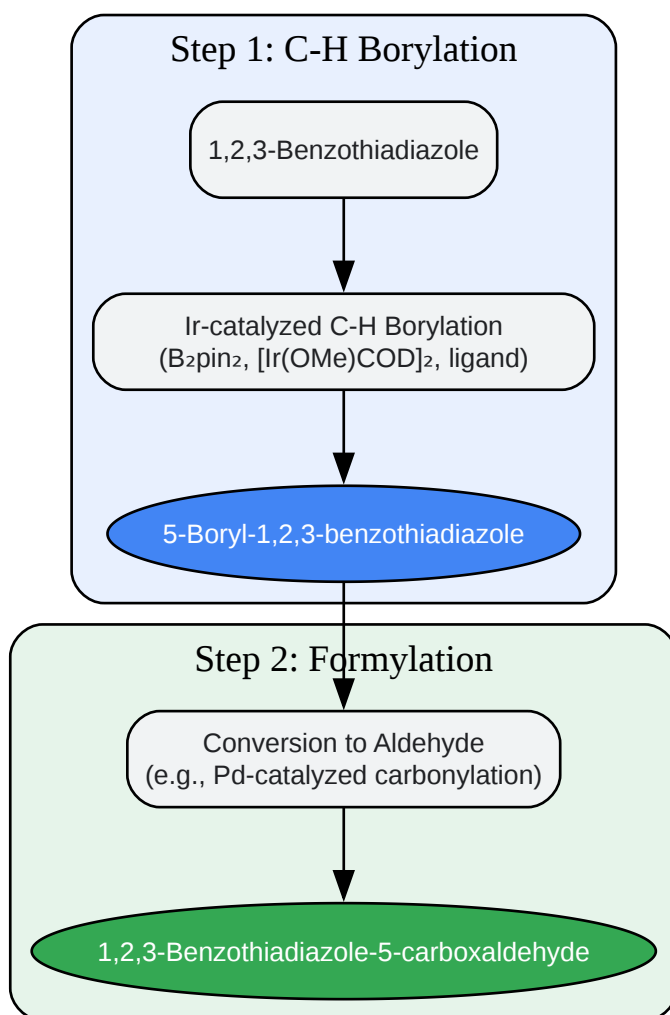 Step 1: C-H Borylation
1,2,3-Benzothiadiazole
Ir-catalyzed C-H Borylation
(B₂pin₂, [Ir(OMe)COD]₂, ligand)
5-Boryl-1,2,3-benzothiadiazole
Step 2: Formylation
Conversion to Aldehyde
(e.g., Pd-catalyzed carbonylation)
1,2,3-Benzothiadiazole-5-carboxaldehyde